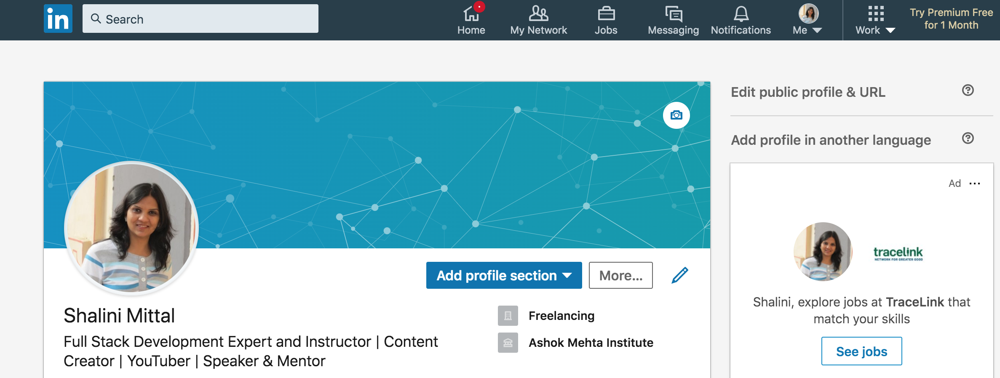 in
Search
Home
My Network
Jobs
Messaging
Notifications
Me
Work
Try Premium Free
for 1 Month
Edit public profile & URL
Add profile in another language
Ad
tracelink
NETWORK FOR GREATER GOOD
Shalini, explore jobs at TraceLink that
match your skills
See jobs
Add profile section
More...
Shalini Mittal
Full Stack Development Expert and Instructor | Content
Creator | YouTuber | Speaker & Mentor
Freelancing
Ashok Mehta Institute